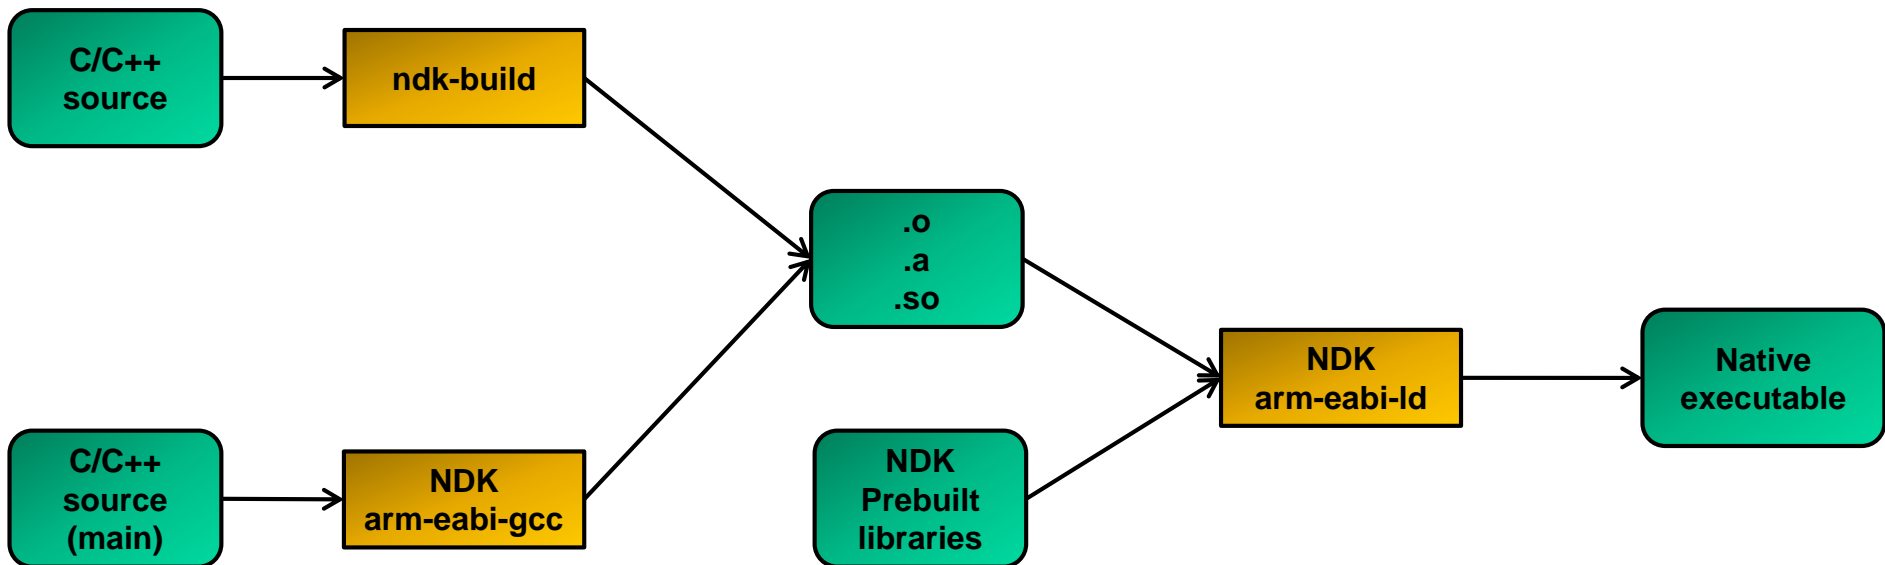 C/C++
source
ndk-build
.o
.a
.so
NDK
arm-eabi-ld
Native
executable
C/C++
source
(main)
NDK
arm-eabi-gcc
NDK
Prebuilt
libraries